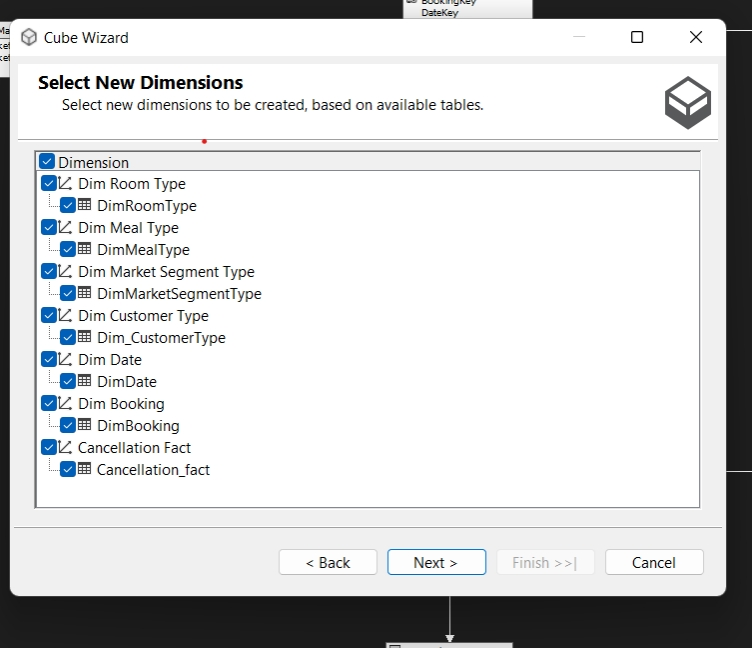 BookingKey
DateKey
Cube Wizard
Select New Dimensions
Select new dimensions to be created, based on available tables.
Dimension
Dim Room Type
DimRoomType
Dim Meal Type
DimMealType
Dim Market Segment Type
DimMarketSegmentType
Dim Customer Type
Dim_CustomerType
Dim Date
DimDate
Dim Booking
DimBooking
Cancellation Fact
Cancellation_fact
< Back
Next >
Finish >>|
Cancel